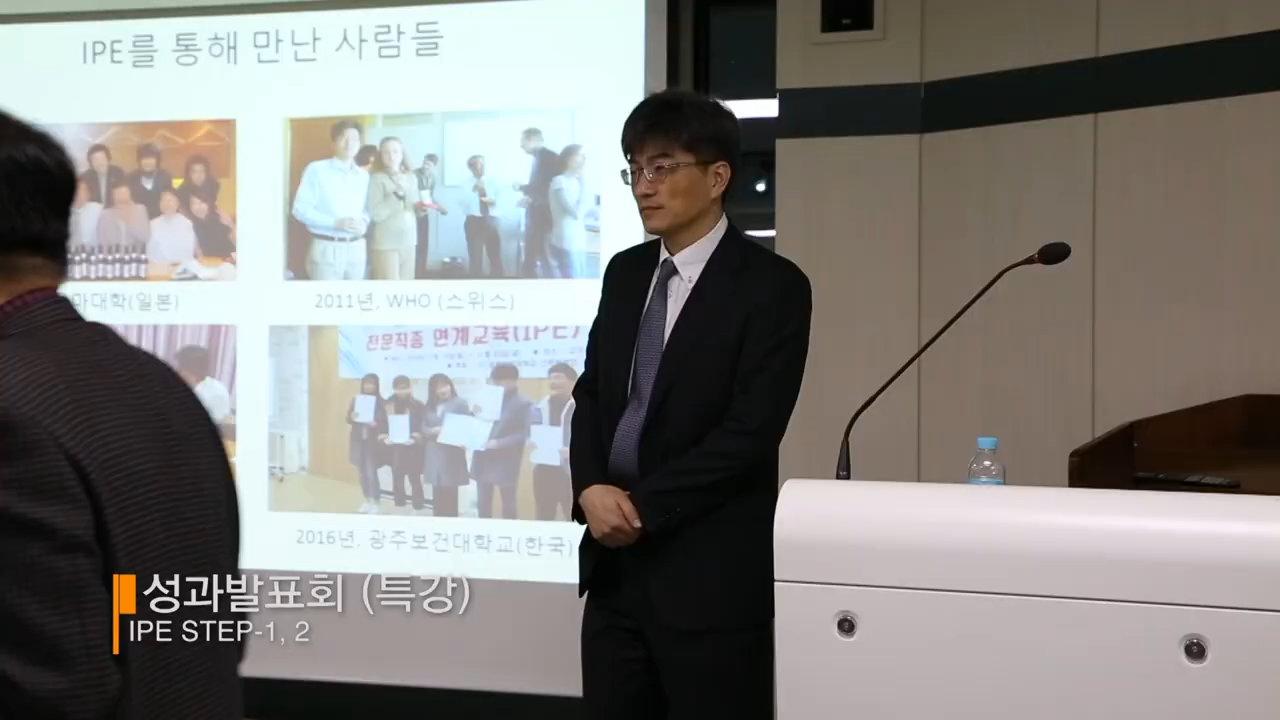 IPE를 통해 만난 사람들
마대학(일본)
2011년, WHO (스위스)
전문직종 연계교육(IPE)
2016년, 광주보건대학교(한국)
성과발표회 (특강)
IPE STEP-1, 2